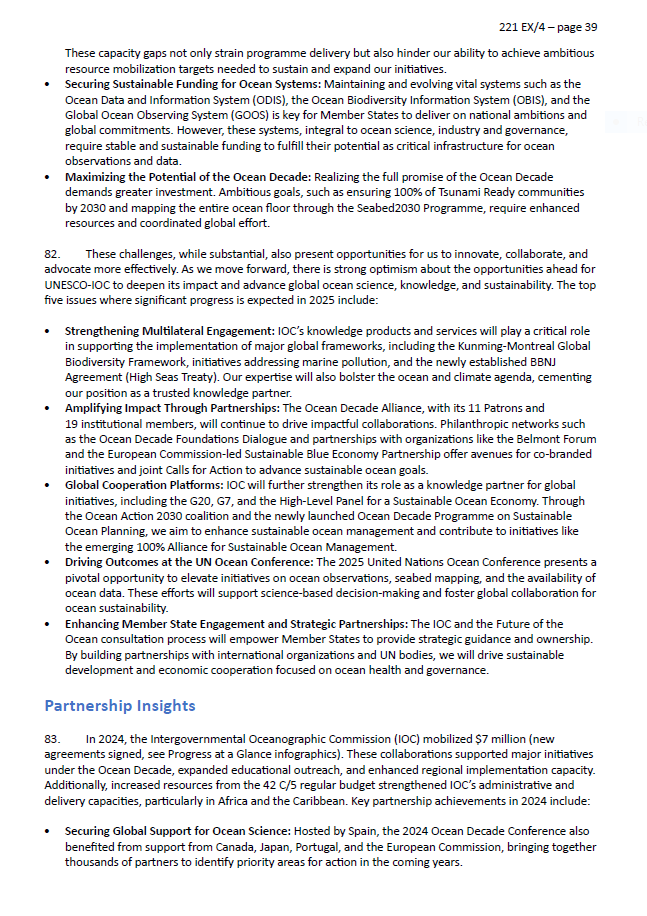 221 EX/4 – page 39
These capacity gaps not only strain programme delivery but also hinder our ability to achieve ambitious
resource mobilization targets needed to sustain and expand our initiatives.
• Securing Sustainable Funding for Ocean Systems: Maintaining and evolving vital systems such as the
Ocean Data and Information System (ODIS), the Ocean Biodiversity Information System (OBIS), and the
Global Ocean Observing System (GOOS) is key for Member States to deliver on national ambitions and
global commitments. However, these systems, integral to ocean science, industry and governance,
require stable and sustainable funding to fulfill their potential as critical infrastructure for ocean
observations and data.
• Maximizing the Potential of the Ocean Decade: Realizing the full promise of the Ocean Decade
demands greater investment. Ambitious goals, such as ensuring 100% of Tsunami Ready communities
by 2030 and mapping the entire ocean floor through the Seabed2030 Programme, require enhanced
resources and coordinated global effort.
82. These challenges, while substantial, also present opportunities for us to innovate, collaborate, and
advocate more effectively. As we move forward, there is strong optimism about the opportunities ahead for
UNESCO-IOC to deepen its impact and advance global ocean science, knowledge, and sustainability. The top
five issues where significant progress is expected in 2025 include:
• Strengthening Multilateral Engagement: IOC's knowledge products and services will play a critical role
in supporting the implementation of major global frameworks, including the Kunming-Montreal Global
Biodiversity Framework, initiatives addressing marine pollution, and the newly established BBNJ
Agreement (High Seas Treaty). Our expertise will also bolster the ocean and climate agenda, cementing
our position as a trusted knowledge partner.
• Amplifying Impact Through Partnerships: The Ocean Decade Alliance, with its 11 Patrons and
19 institutional members, will continue to drive impactful collaborations. Philanthropic networks such
as the Ocean Decade Foundations Dialogue and partnerships with organizations like the Belmont Forum
and the European Commission-led Sustainable Blue Economy Partnership offer avenues for co-branded
initiatives and joint Calls for Action to advance sustainable ocean goals.
• Global Cooperation Platforms: IOC will further strengthen its role as a knowledge partner for global
initiatives, including the G20, G7, and the High-Level Panel for a Sustainable Ocean Economy. Through
the Ocean Action 2030 coalition and the newly launched Ocean Decade Programme on Sustainable
Ocean Planning, we aim to enhance sustainable ocean management and contribute to initiatives like
the emerging 100% Alliance for Sustainable Ocean Management.
• Driving Outcomes at the UN Ocean Conference: The 2025 United Nations Ocean Conference presents a
pivotal opportunity to elevate initiatives on ocean observations, seabed mapping, and the availability of
ocean data. These efforts will support science-based decision-making and foster global collaboration for
ocean sustainability.
• Enhancing Member State Engagement and Strategic Partnerships: The IOC and the Future of the
Ocean consultation process will empower Member States to provide strategic guidance and ownership.
By building partnerships with international organizations and UN bodies, we will drive sustainable
development and economic cooperation focused on ocean health and governance.
Partnership Insights
83. In 2024, the Intergovernmental Oceanographic Commission (IOC) mobilized $7 million (new
agreements signed, see Progress at a Glance infographics). These collaborations supported major initiatives
under the Ocean Decade, expanded educational outreach, and enhanced regional implementation capacity.
Additionally, increased resources from the 42 C/5 regular budget strengthened IOC's administrative and
delivery capacities, particularly in Africa and the Caribbean. Key partnership achievements in 2024 include:
• Securing Global Support for Ocean Science: Hosted by Spain, the 2024 Ocean Decade Conference also
benefited from support from Canada, Japan, Portugal, and the European Commission, bringing together
thousands of partners to identify priority areas for action in the coming years.